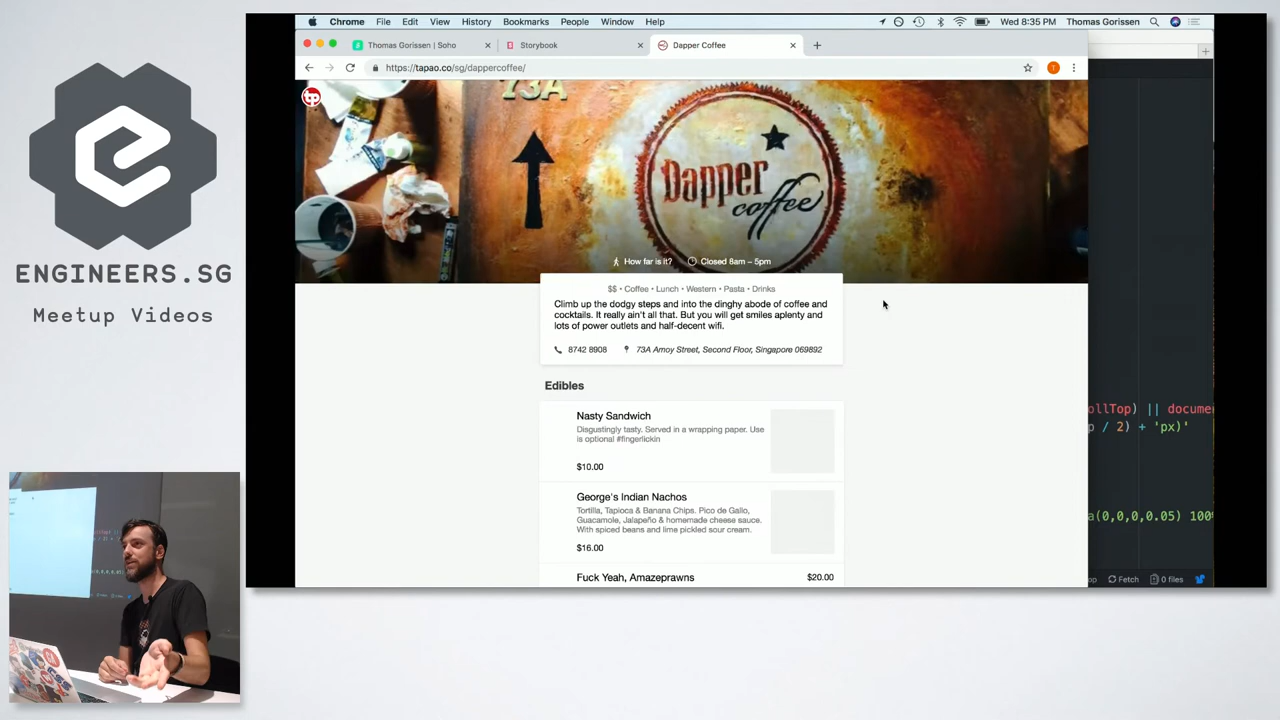 Chrome File Edit View History Bookmarks People Window Help
Wed 8:35 PM Thomas Gorissen
Thomas Gorissen | Soho
Storybook
Dapper Coffee
https://tapao.co/sg/dappercoffee/
T
tp
73A
Dapper
coffee
How far is it?
Closed 8am – 5pm
$$ • Coffee • Lunch • Western • Pasta • Drinks
Climb up the dodgy steps and into the dinghy abode of coffee and
cocktails. It really ain't all that. But you will get smiles aplenty and
lots of power outlets and half-decent wifi.
8742 8908
73A Amoy Street, Second Floor, Singapore 069892
Edibles
Nasty Sandwich
Disgustingly tasty. Served in a wrapping paper. Use
is optional #fingerlickin
$10.00
George's Indian Nachos
Tortilla, Tapioca & Banana Chips. Pico de Gallo,
Guacamole, Jalapeño & homemade cheese sauce.
With spiced beans and lime pickled sour cream.
$16.00
Fuck Yeah, Amazeprawns
$20.00
ollTop) || docume
p / 2) + 'px)'
a(0,0,0,0.05) 100%
op Fetch 0 files
ENGINEERS.SG
Meetup Videos